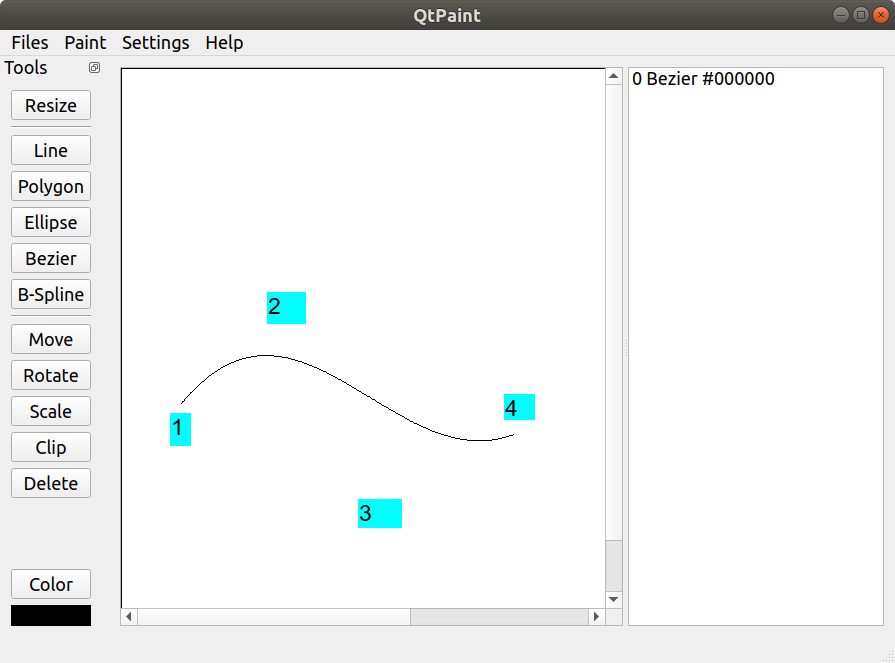 QtPaint
Files Paint Settings Help
Tools
Resize
Line
Polygon
Ellipse
Bezier
B-Spline
Move
Rotate
Scale
Clip
Delete
Color
0 Bezier #000000
2
1
4
3